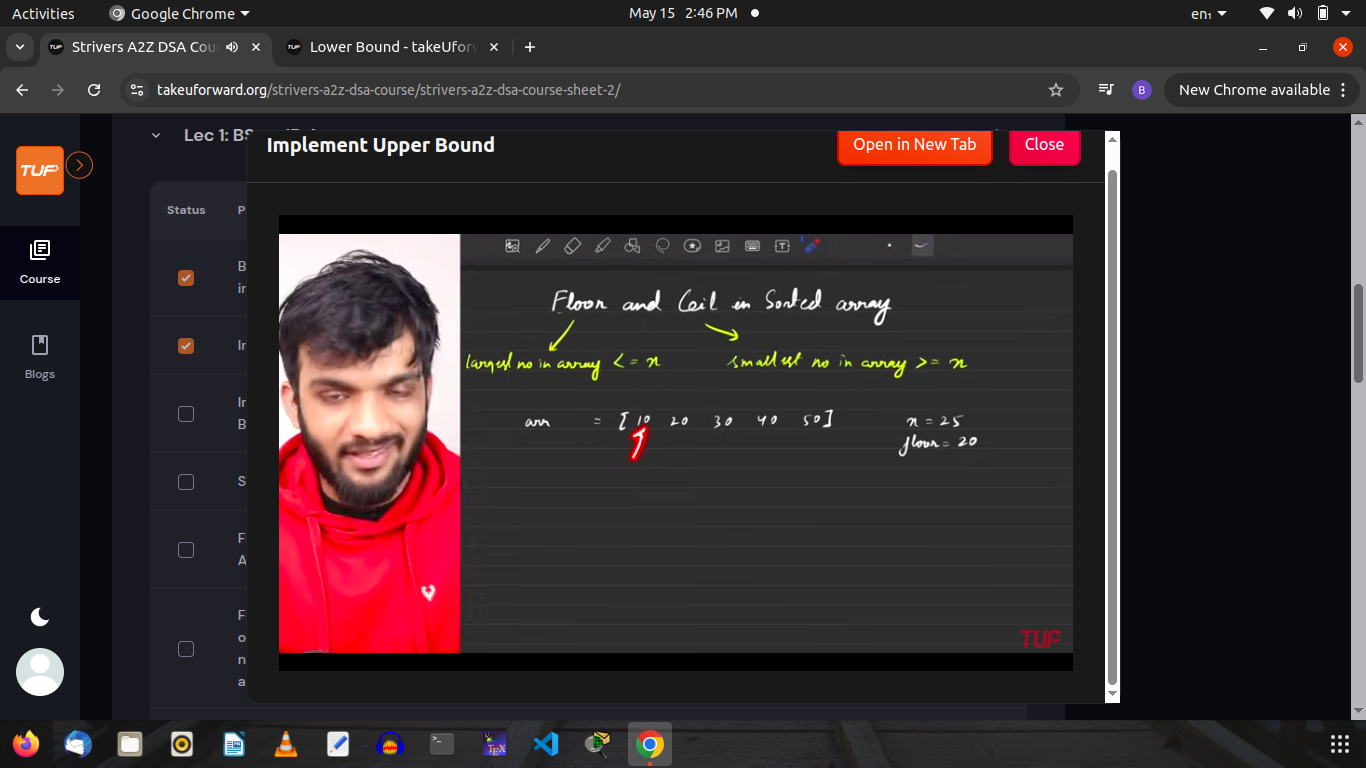 Activities
Google Chrome
May 15 2:46 PM
en₁
Strivers A2Z DSA Cou
Lower Bound - takeUforw
takeuforward.org/strivers-a2z-dsa-course/strivers-a2z-dsa-course-sheet-2/
B
New Chrome available
TUF
Course
Blogs
Lec 1:
Implement Upper Bound
Open in New Tab
Close
Status
P
B
in
In
In
B
S
F
A
F
o
n
a
Floor and Ceil in Sorted array
largest no in array <= x
smallest no in array >= x
arr = [ 10 20 30 40 50 ]
x = 25
floor = 20
TUF